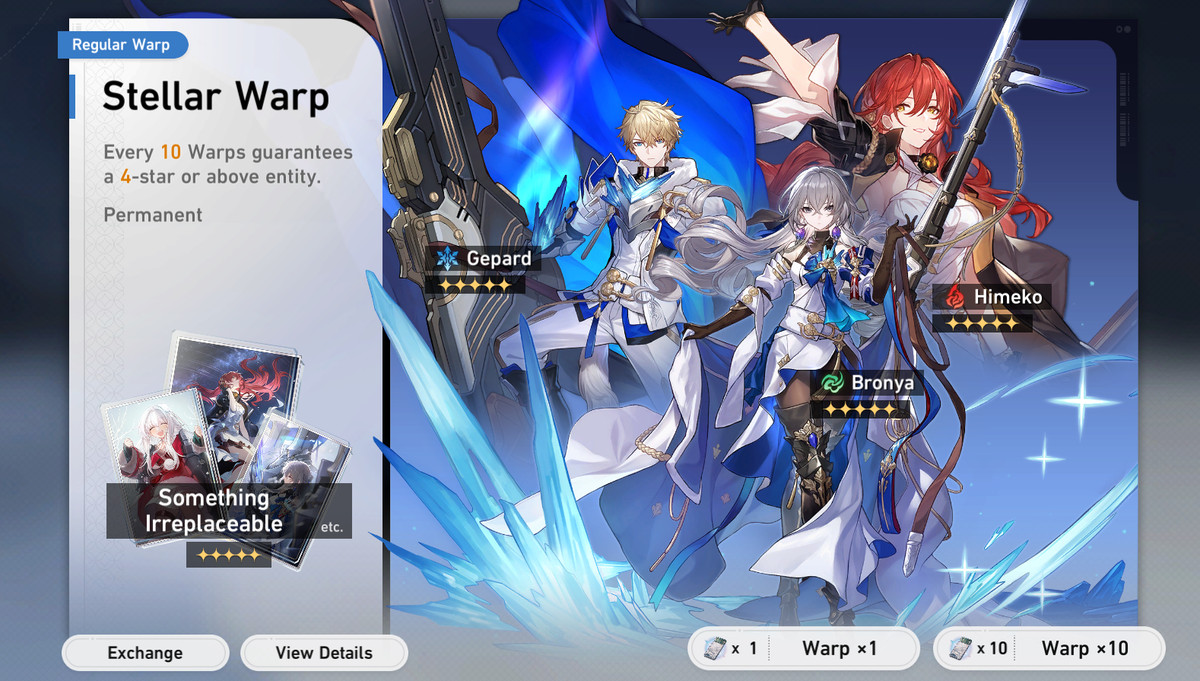 Regular Warp
Stellar Warp
Every 10 Warps guarantees
a 4-star or above entity.
Permanent
Gepard
Himeko
Bronya
Something
Irreplaceable
etc.
Exchange
View Details
x 1
Warp ×1
x 10
Warp ×10